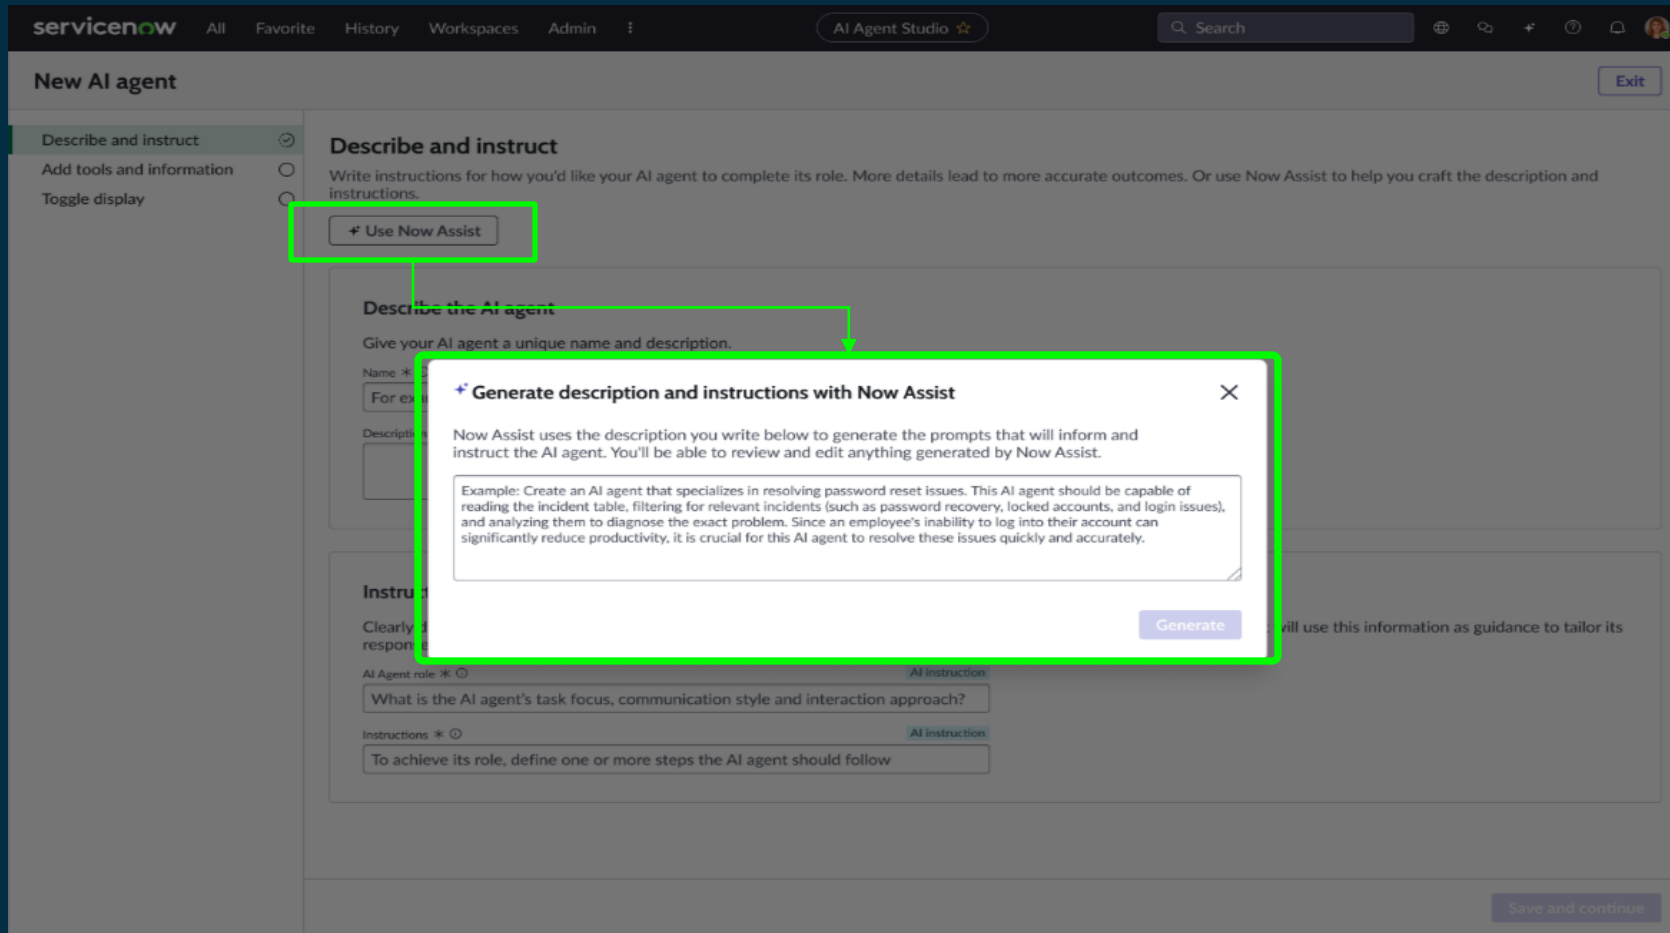 servicenow All Favorite History Workspaces Admin AI Agent Studio Search
New AI agent Exit
Describe and instruct
Add tools and information
Toggle display
Describe and instruct
Write instructions for how you'd like your AI agent to complete its role. More details lead to more accurate outcomes. Or use Now Assist to help you craft the description and
instructions.
Use Now Assist
Describe the AI agent
Give your AI agent a unique name and description.
Name *
For ex
Descripti
Generate description and instructions with Now Assist
Now Assist uses the description you write below to generate the prompts that will inform and
instruct the AI agent. You'll be able to review and edit anything generated by Now Assist.
Example: Create an AI agent that specializes in resolving password reset issues. This AI agent should be capable of
reading the incident table, filtering for relevant incidents (such as password recovery, locked accounts, and login issues),
and analyzing them to diagnose the exact problem. Since an employee's inability to log into their account can
significantly reduce productivity, it is crucial for this AI agent to resolve these issues quickly and accurately.
Generate
Instruc
Clearly d will use this information as guidance to tailor its
respons
AI Agent role * AI instruction
What is the AI agent's task focus, communication style and interaction approach?
Instructions * AI instruction
To achieve its role, define one or more steps the AI agent should follow
Save and continue